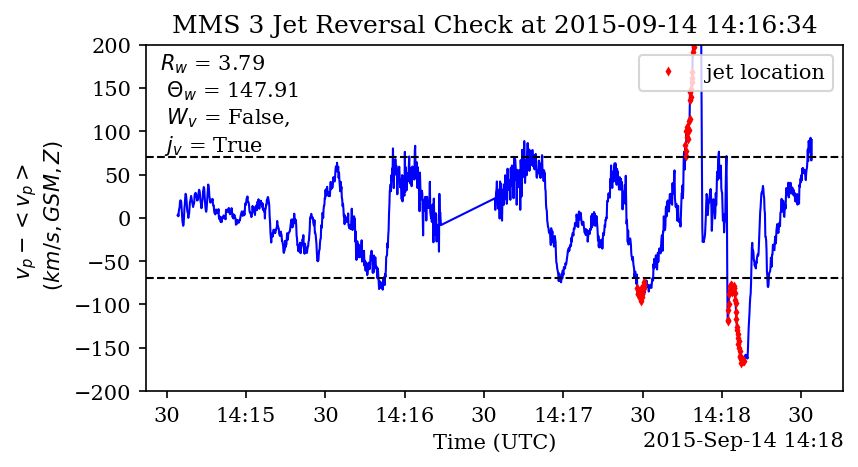 MMS 3 Jet Reversal Check at 2015-09-14 14:16:34
200
150
100
50
0
−50
−100
−150
−200
v_p − < v_p >
(km/s, GSM, Z)
R_w = 3.79
Θ_w = 147.91
W_v = False,
j_v = True
jet location
30 14:15 30 14:16 30 14:17 30 14:18 30
Time (UTC)
2015-Sep-14 14:18